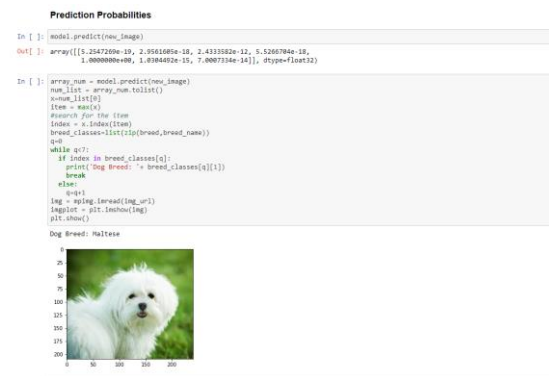 Prediction Probabilities
In [ ]: model.predict(new_image)
Out[ ]: array([[5.2547269e-19, 2.9561605e-18, 2.4333582e-12, 5.5266704e-18,
1.0000000e+00, 1.0304492e-15, 7.0007334e-14]], dtype=float32)
In [ ]: array_num = model.predict(new_image)
num_list = array_num.tolist()
x=num_list[0]
item = max(x)
#search for the item
index = x.index(item)
breed_classes=list(zip(breed,breed_name))
q=0
while q<7:
if index in breed_classes[q]:
print('Dog Breed: '+ breed_classes[q][1])
break
else:
q=q+1
img = mpimg.imread(img_url)
imgplot = plt.imshow(img)
plt.show()
Dog Breed: Maltese
0
25
50
75
100
125
150
175
200
0 50 100 150 200